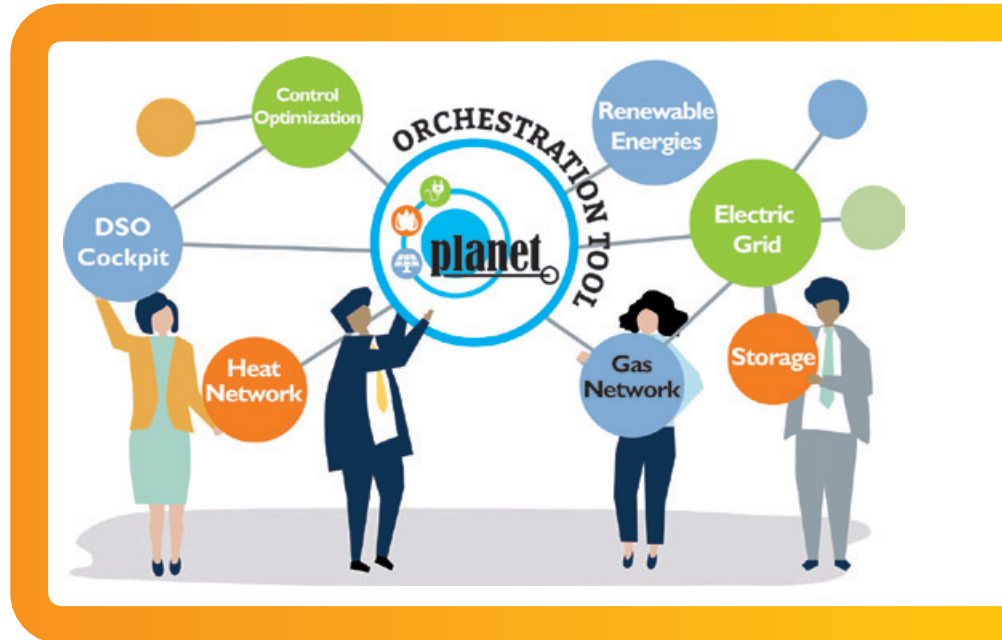 Control
Optimization
ORCHESTRATION TOOL
Renewable
Energies
DSO
Cockpit
planet
Electric
Grid
Heat
Network
Gas
Network
Storage